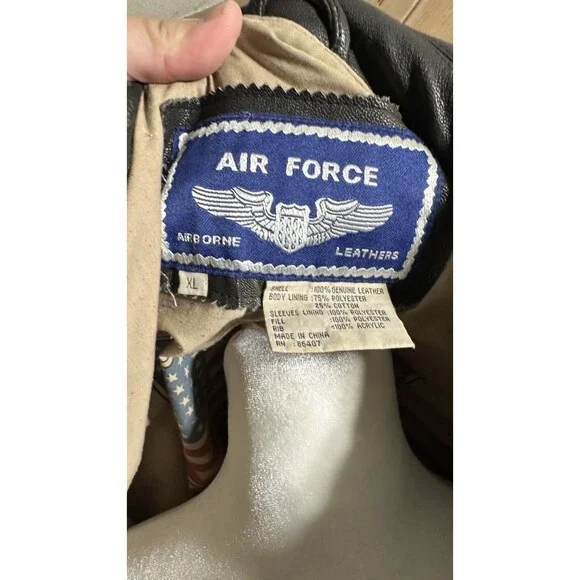 AIR FORCE
AIRBORNE LEATHERS
XL
SHELL :100% GENUINE LEATHER
BODY LINING :75% POLYESTER
25% COTTON
SLEEVES LINING :100% POLYESTER
FILL :100% POLYESTER
RIB :100% ACRYLIC
MADE IN CHINA
RN : 86407